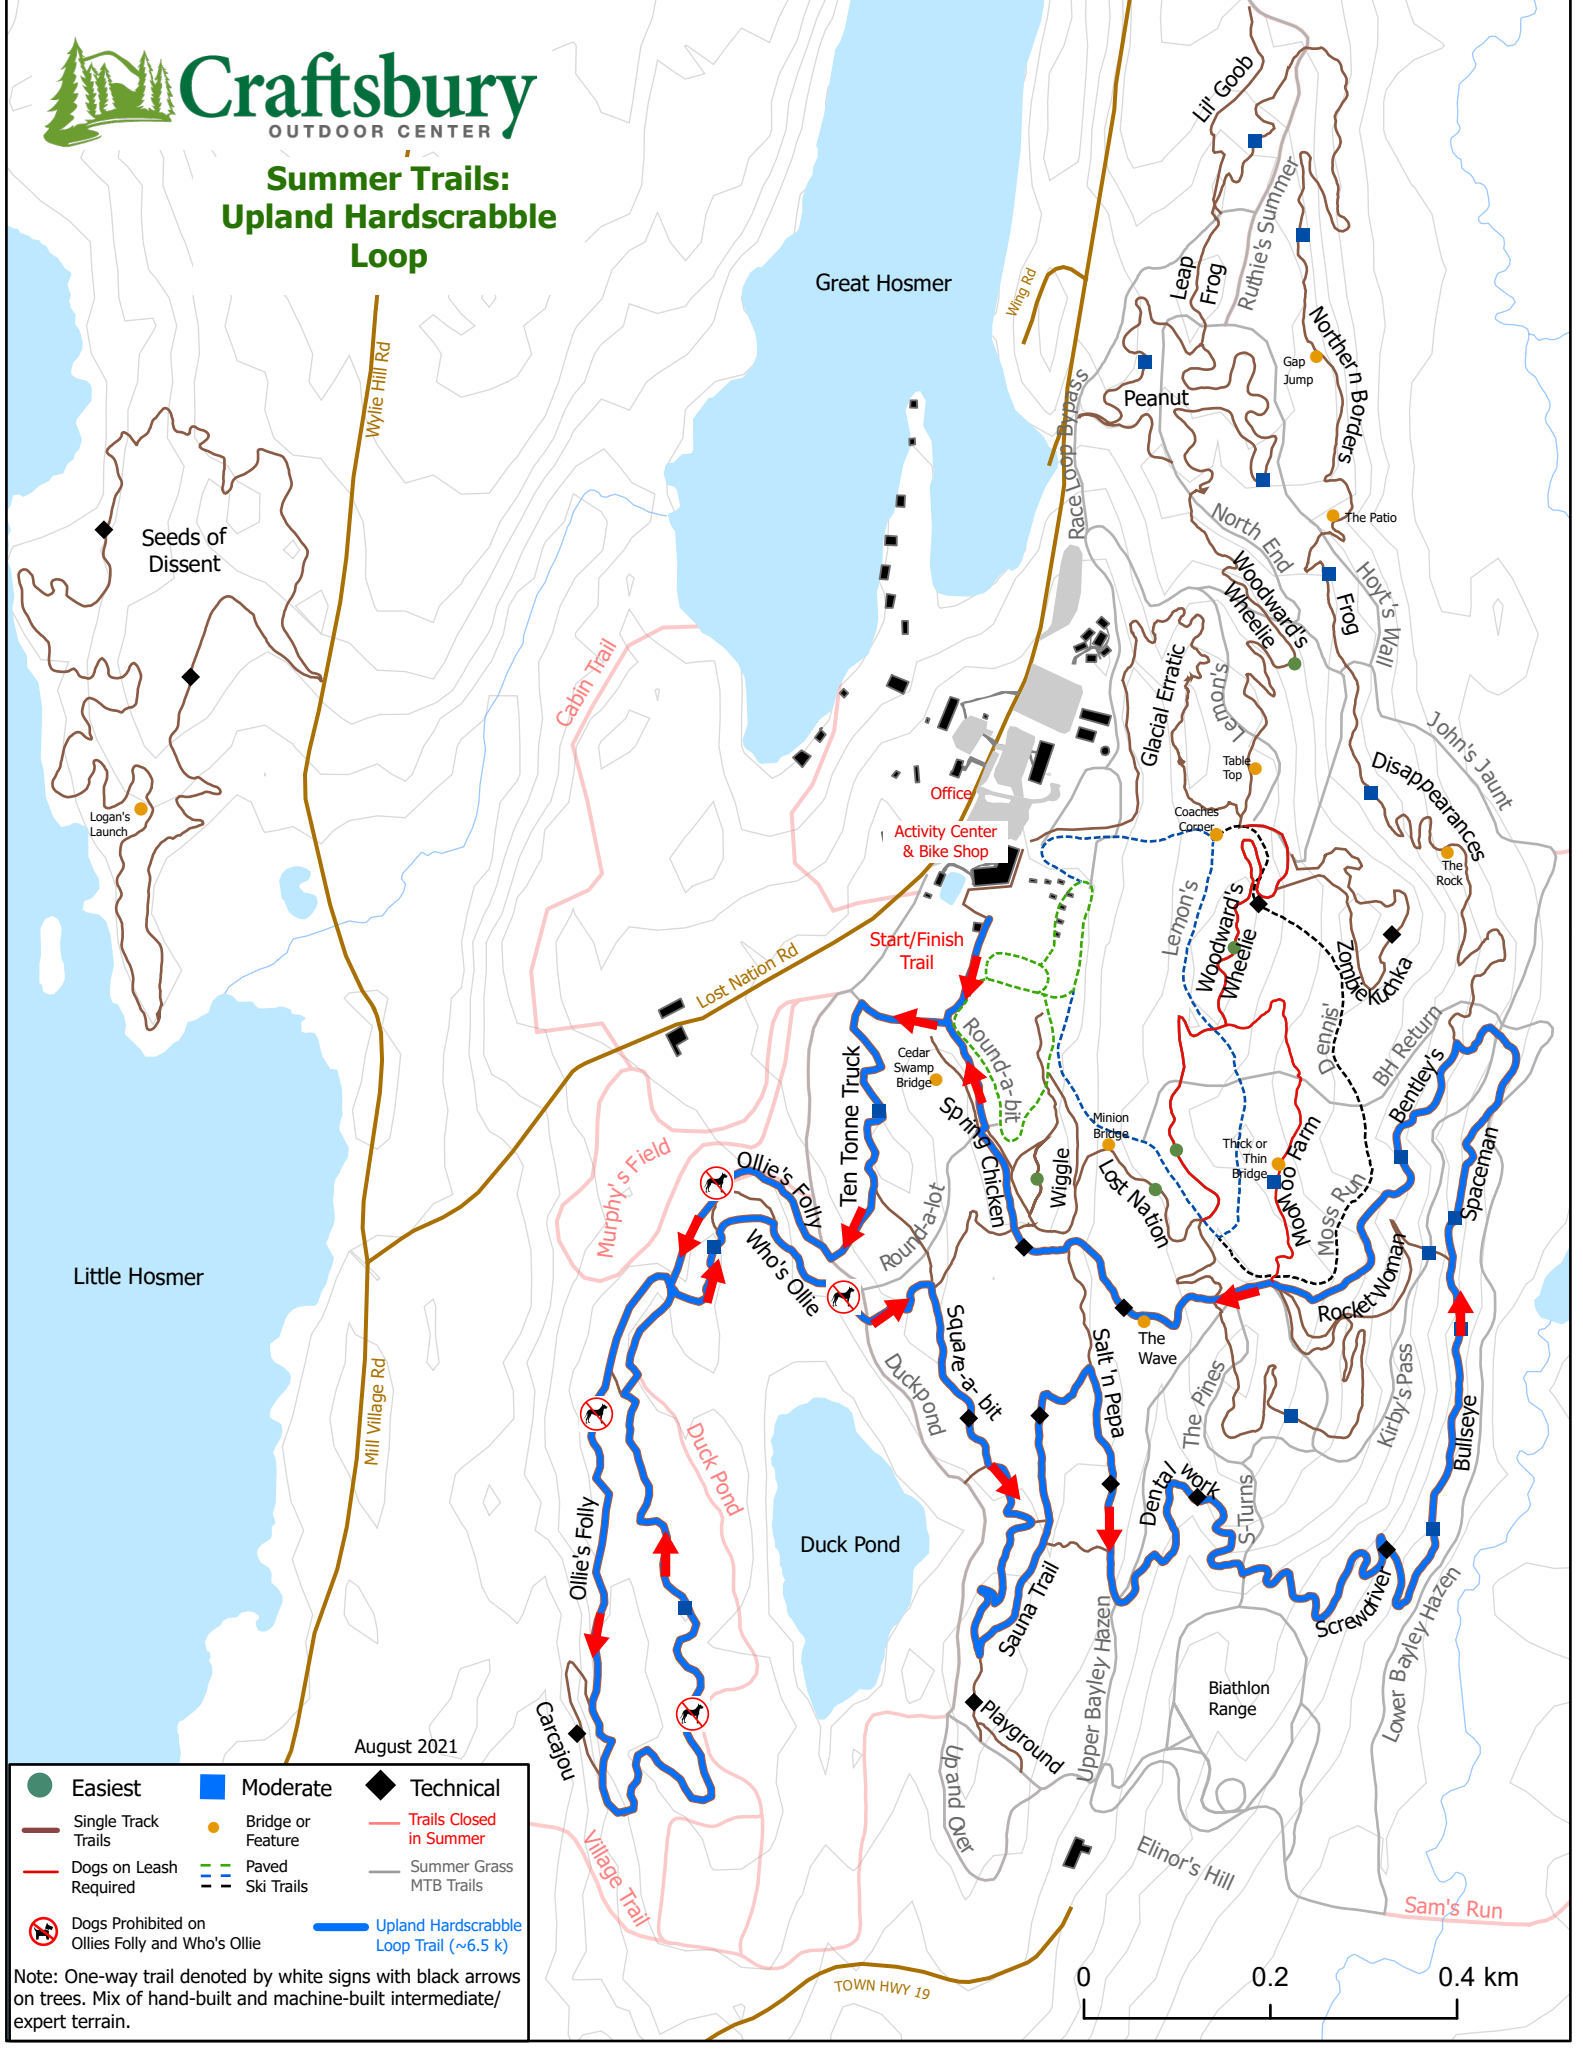 Craftsbury
OUTDOOR CENTER
Summer Trails:
Upland Hardscrabble
Loop
Lil' Goob
Great Hosmer
Wing Rd
Leap
Frog
Ruthie's Summer
Wylie Hill Rd
Gap
Jump
Northern Borders
Peanut
Race Loop Bypass
The Patio
North End
Seeds of
Dissent
Woodward's
Wheelie
Frog
Hoyt's Wall
Cabin Trail
Glacial Erratic
Lemon's
John's Jaunt
Table
Top
Disappearances
Logan's
Launch
Office
Coaches
Corner
Activity Center
& Bike Shop
The
Rock
Lemon's
Woodward's
Wheelie
Start/Finish
Trail
Zombie
Kuchka
Lost Nation Rd
Dennis'
BH Return
Round-a-bit
Cedar
Swamp
Bridge
Ten Tonne Truck
Spring Chicken
Minion
Bridge
Bentley's
Thick or
Thin
Bridge
Moo Moo Farm
Spaceman
Murphy's Field
Ollie's Folly
Wiggle
Lost Nation
Moss Run
Round-a-lot
Who's Ollie
Little Hosmer
Rocket Woman
Square-a-bit
The
Wave
Salt 'n Pepa
Duckpond
The Pines
Kirby's Pass
Mill Village Rd
Bullseye
Duck Pond
Dental work
S-Turns
Ollie's Folly
Duck Pond
Sauna Trail
Screwdriver
Upper Bayley Hazen
Lower Bayley Hazen
Biathlon
Range
Carcajou
Playground
Up and Over
August 2021
Easiest
Moderate
Technical
Single Track
Trails
Bridge or
Feature
Trails Closed
in Summer
Dogs on Leash
Required
Paved
Ski Trails
Summer Grass
MTB Trails
Dogs Prohibited on
Ollies Folly and Who's Ollie
Upland Hardscrabble
Loop Trail (~6.5 k)
Note: One-way trail denoted by white signs with black arrows
on trees. Mix of hand-built and machine-built intermediate/
expert terrain.
Village Trail
Elinor's Hill
Sam's Run
TOWN HWY 19
0 0.2 0.4 km